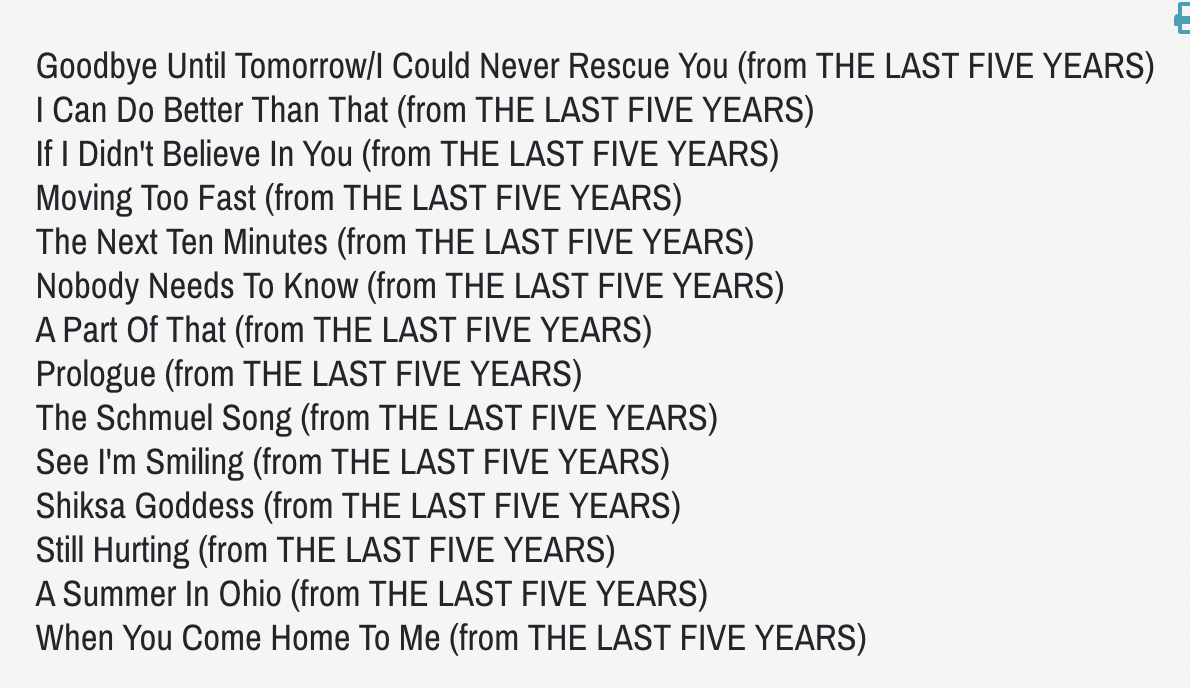 Goodbye Until Tomorrow/I Could Never Rescue You (from THE LAST FIVE YEARS)
I Can Do Better Than That (from THE LAST FIVE YEARS)
If I Didn't Believe In You (from THE LAST FIVE YEARS)
Moving Too Fast (from THE LAST FIVE YEARS)
The Next Ten Minutes (from THE LAST FIVE YEARS)
Nobody Needs To Know (from THE LAST FIVE YEARS)
A Part Of That (from THE LAST FIVE YEARS)
Prologue (from THE LAST FIVE YEARS)
The Schmuel Song (from THE LAST FIVE YEARS)
See I'm Smiling (from THE LAST FIVE YEARS)
Shiksa Goddess (from THE LAST FIVE YEARS)
Still Hurting (from THE LAST FIVE YEARS)
A Summer In Ohio (from THE LAST FIVE YEARS)
When You Come Home To Me (from THE LAST FIVE YEARS)